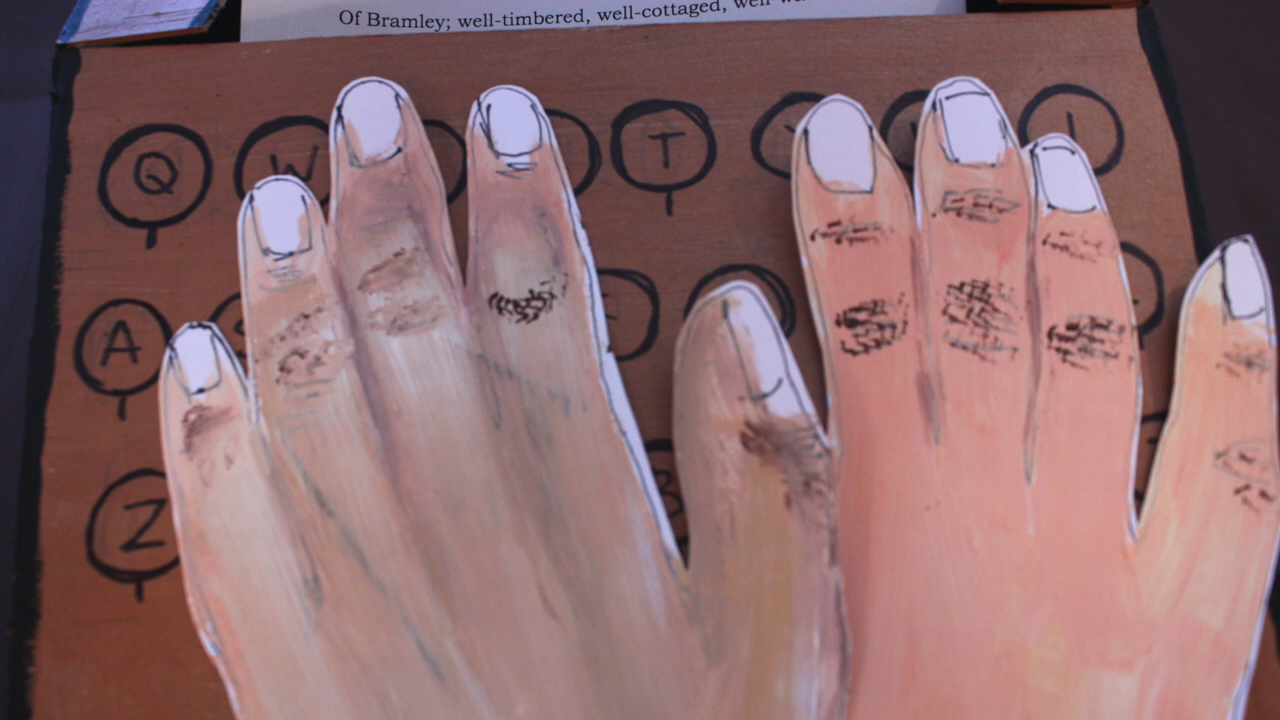 Of Bramley; well-timbered, well-cottaged,
Q W T I
A
Z